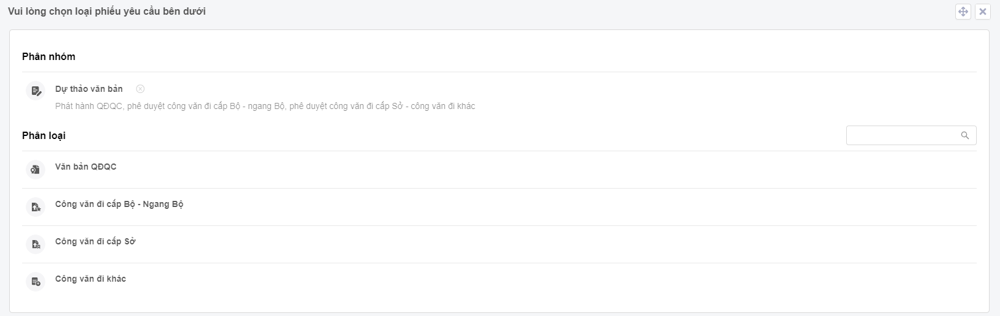 Vui lòng chọn loại phiếu yêu cầu bên dưới
Phân nhóm
Dự thảo văn bản
Phát hành QĐQC, phê duyệt công văn đi cấp Bộ - ngang Bộ, phê duyệt công văn đi cấp Sở - công văn đi khác
Phân loại
Văn bản QĐQC
Công văn đi cấp Bộ - Ngang Bộ
Công văn đi cấp Sở
Công văn đi khác